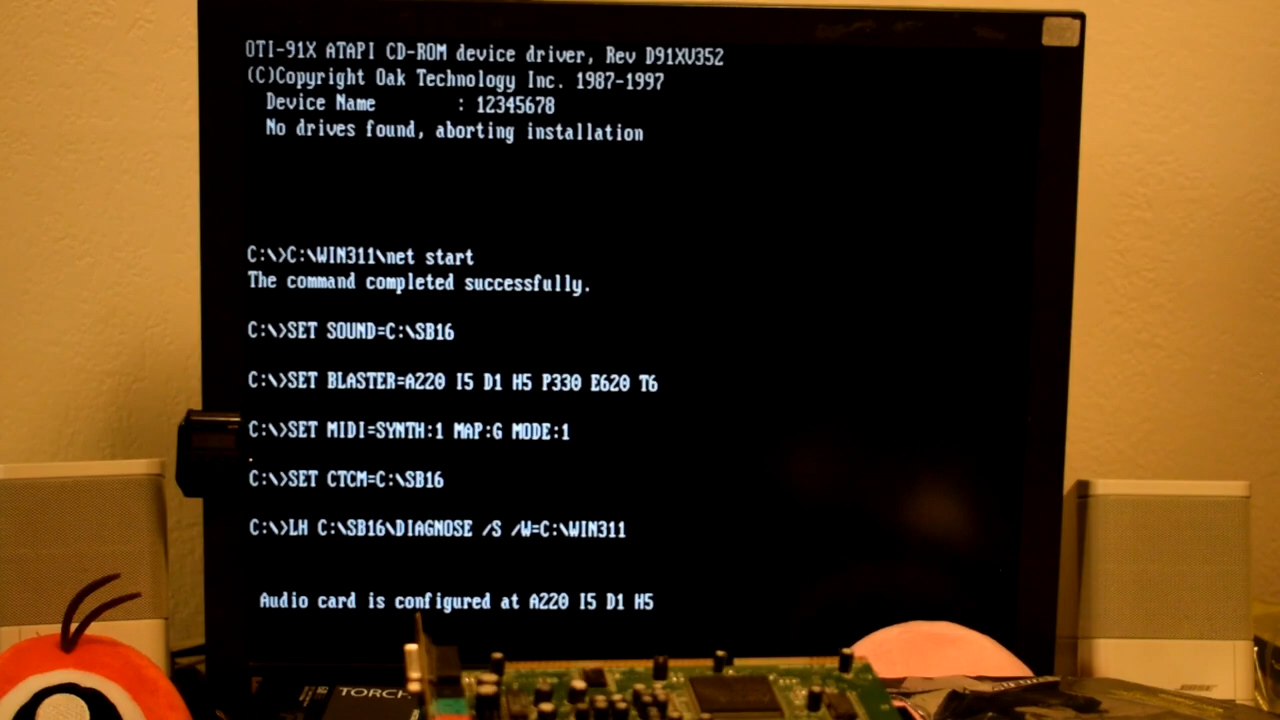 OTI-91X ATAPI CD-ROM device driver, Rev D91XV352
(C)Copyright Oak Technology Inc. 1987-1997
Device Name : 12345678
No drives found, aborting installation
C:\>C:\WIN311\net start
The command completed successfully.
C:\>SET SOUND=C:\SB16
C:\>SET BLASTER=A220 I5 D1 H5 P330 E620 T6
C:\>SET MIDI=SYNTH:1 MAP:G MODE:1
C:\>SET CTCM=C:\SB16
C:\>LH C:\SB16\DIAGNOSE /S /W=C:\WIN311
Audio card is configured at A220 I5 D1 H5
TORCH
BOSE